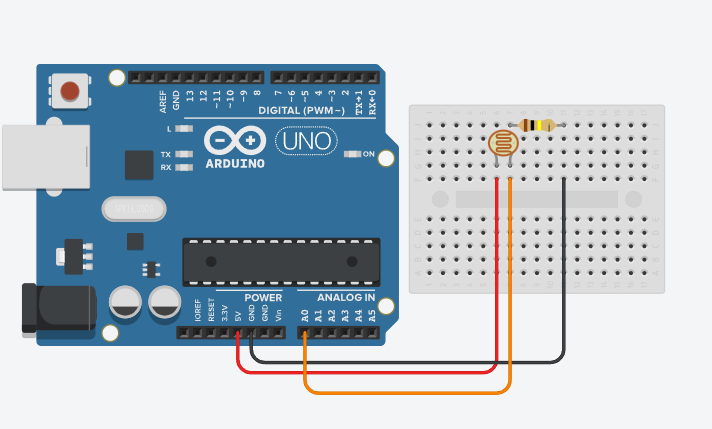 AREF
GND
13
12
~11
~10
~9
8
7
~6
~5
4
~3
2
TX→1
RX←0
DIGITAL (PWM~)
L
TX
RX
ARDUINO
UNO
ON
POWER
ANALOG IN
IOREF
RESET
3.3V
5V
GND
GND
Vin
A0
A1
A2
A3
A4
A5